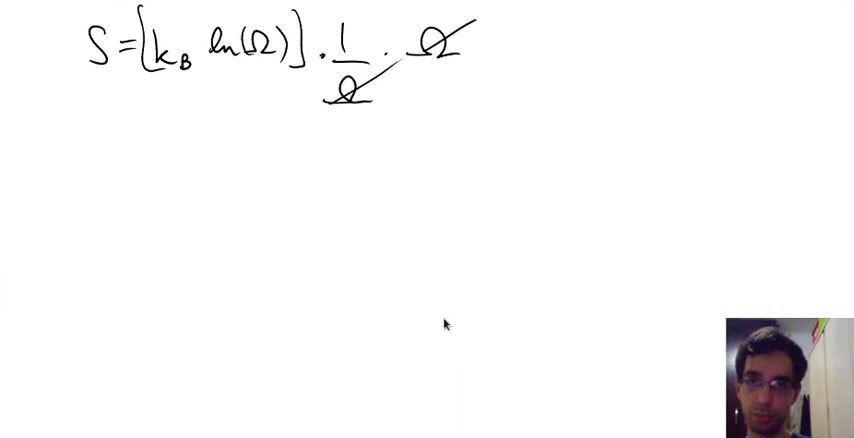 S = [k_B ln(Ω)] · 1/Ω · Ω